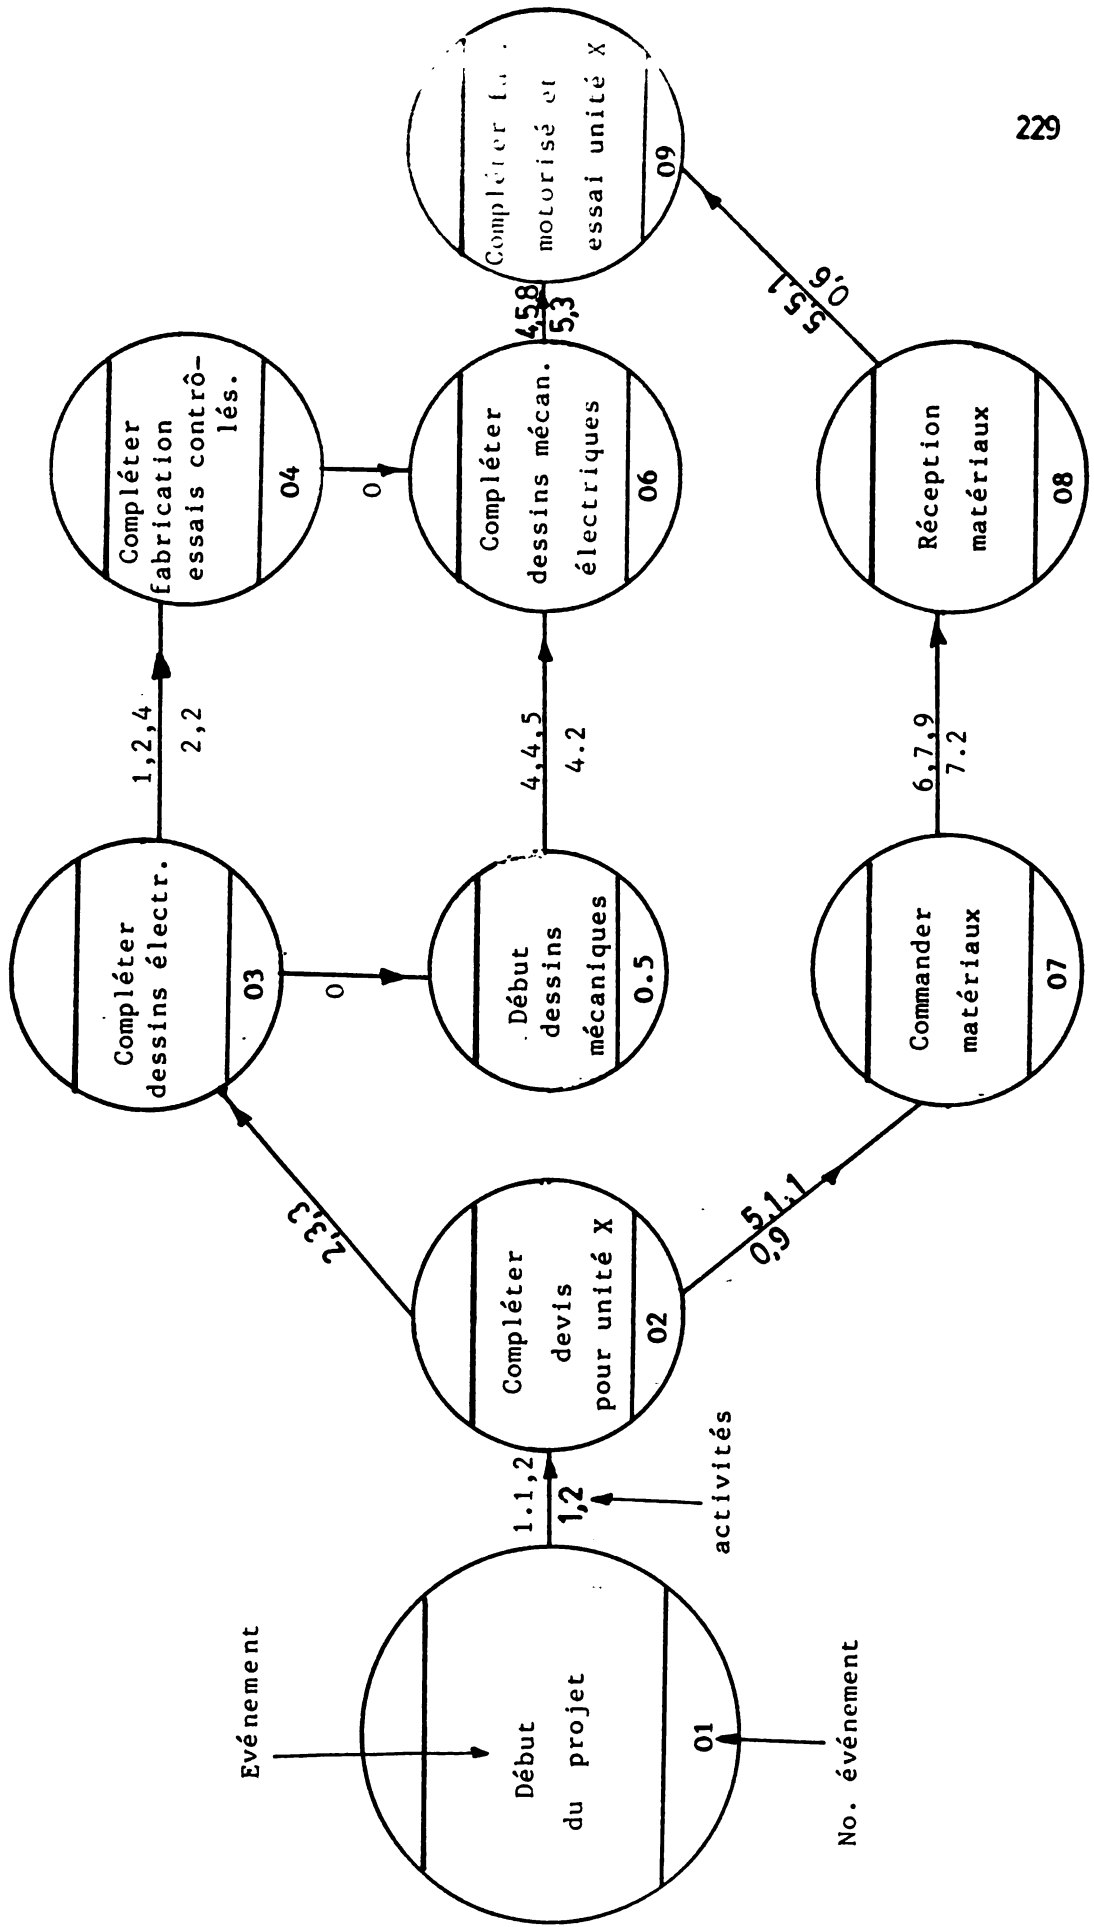 229
Evénement
Début
du projet
01
No. événement
1.1,2
1,2
activités
Compléter
devis
pour unité X
02
2,3,3
5,1,1
0,9
Compléter
dessins électr.
03
0
Début
dessins
mécaniques
0.5
Commander
matériaux
07
1,2,4
2,2
4,4,5
4.2
6,7,9
7.2
Compléter
fabrication
essais contrô-
lés.
04
0
Compléter
dessins mécan.
électriques
06
Réception
matériaux
08
4,5,8
5,3
5,5,1
0,6
Compléter
motorisé et
essai unité X
09